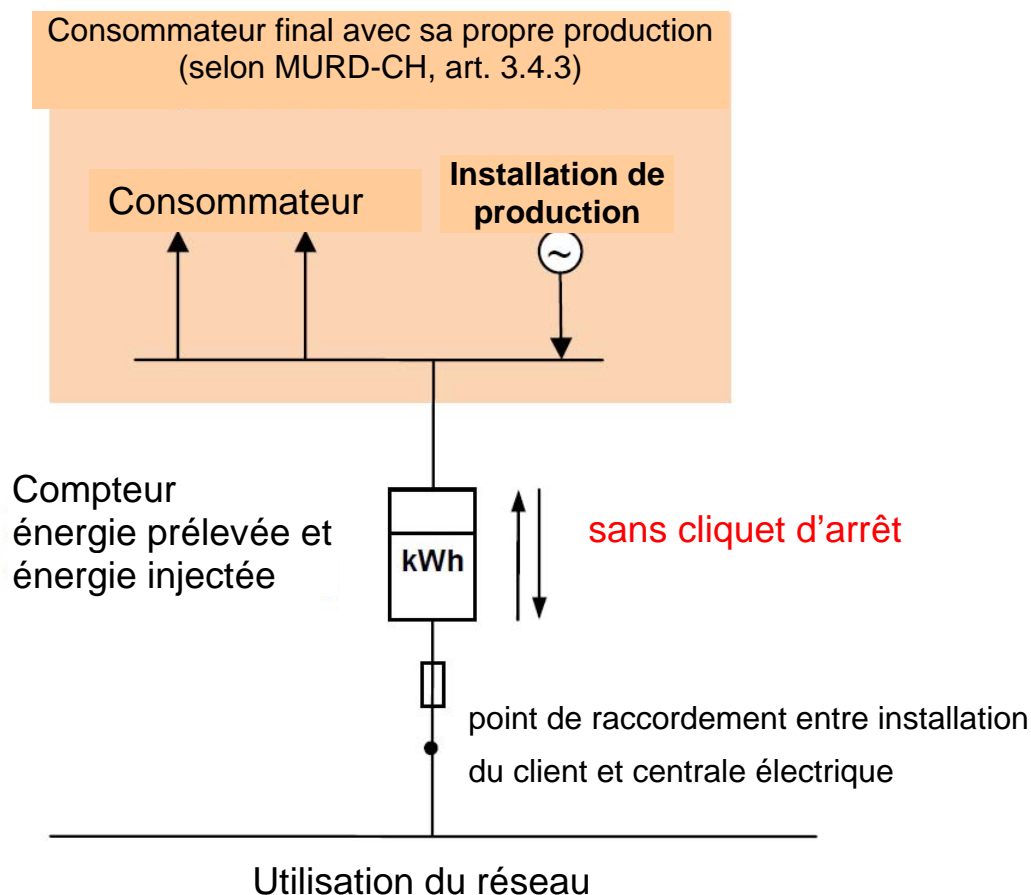 Consommateur final avec sa propre production
(selon MURD-CH, art. 3.4.3)
Consommateur
Installation de
production
~
Compteur
énergie prélevée et
énergie injectée
kWh
sans cliquet d’arrêt
point de raccordement entre installation
du client et centrale électrique
Utilisation du réseau